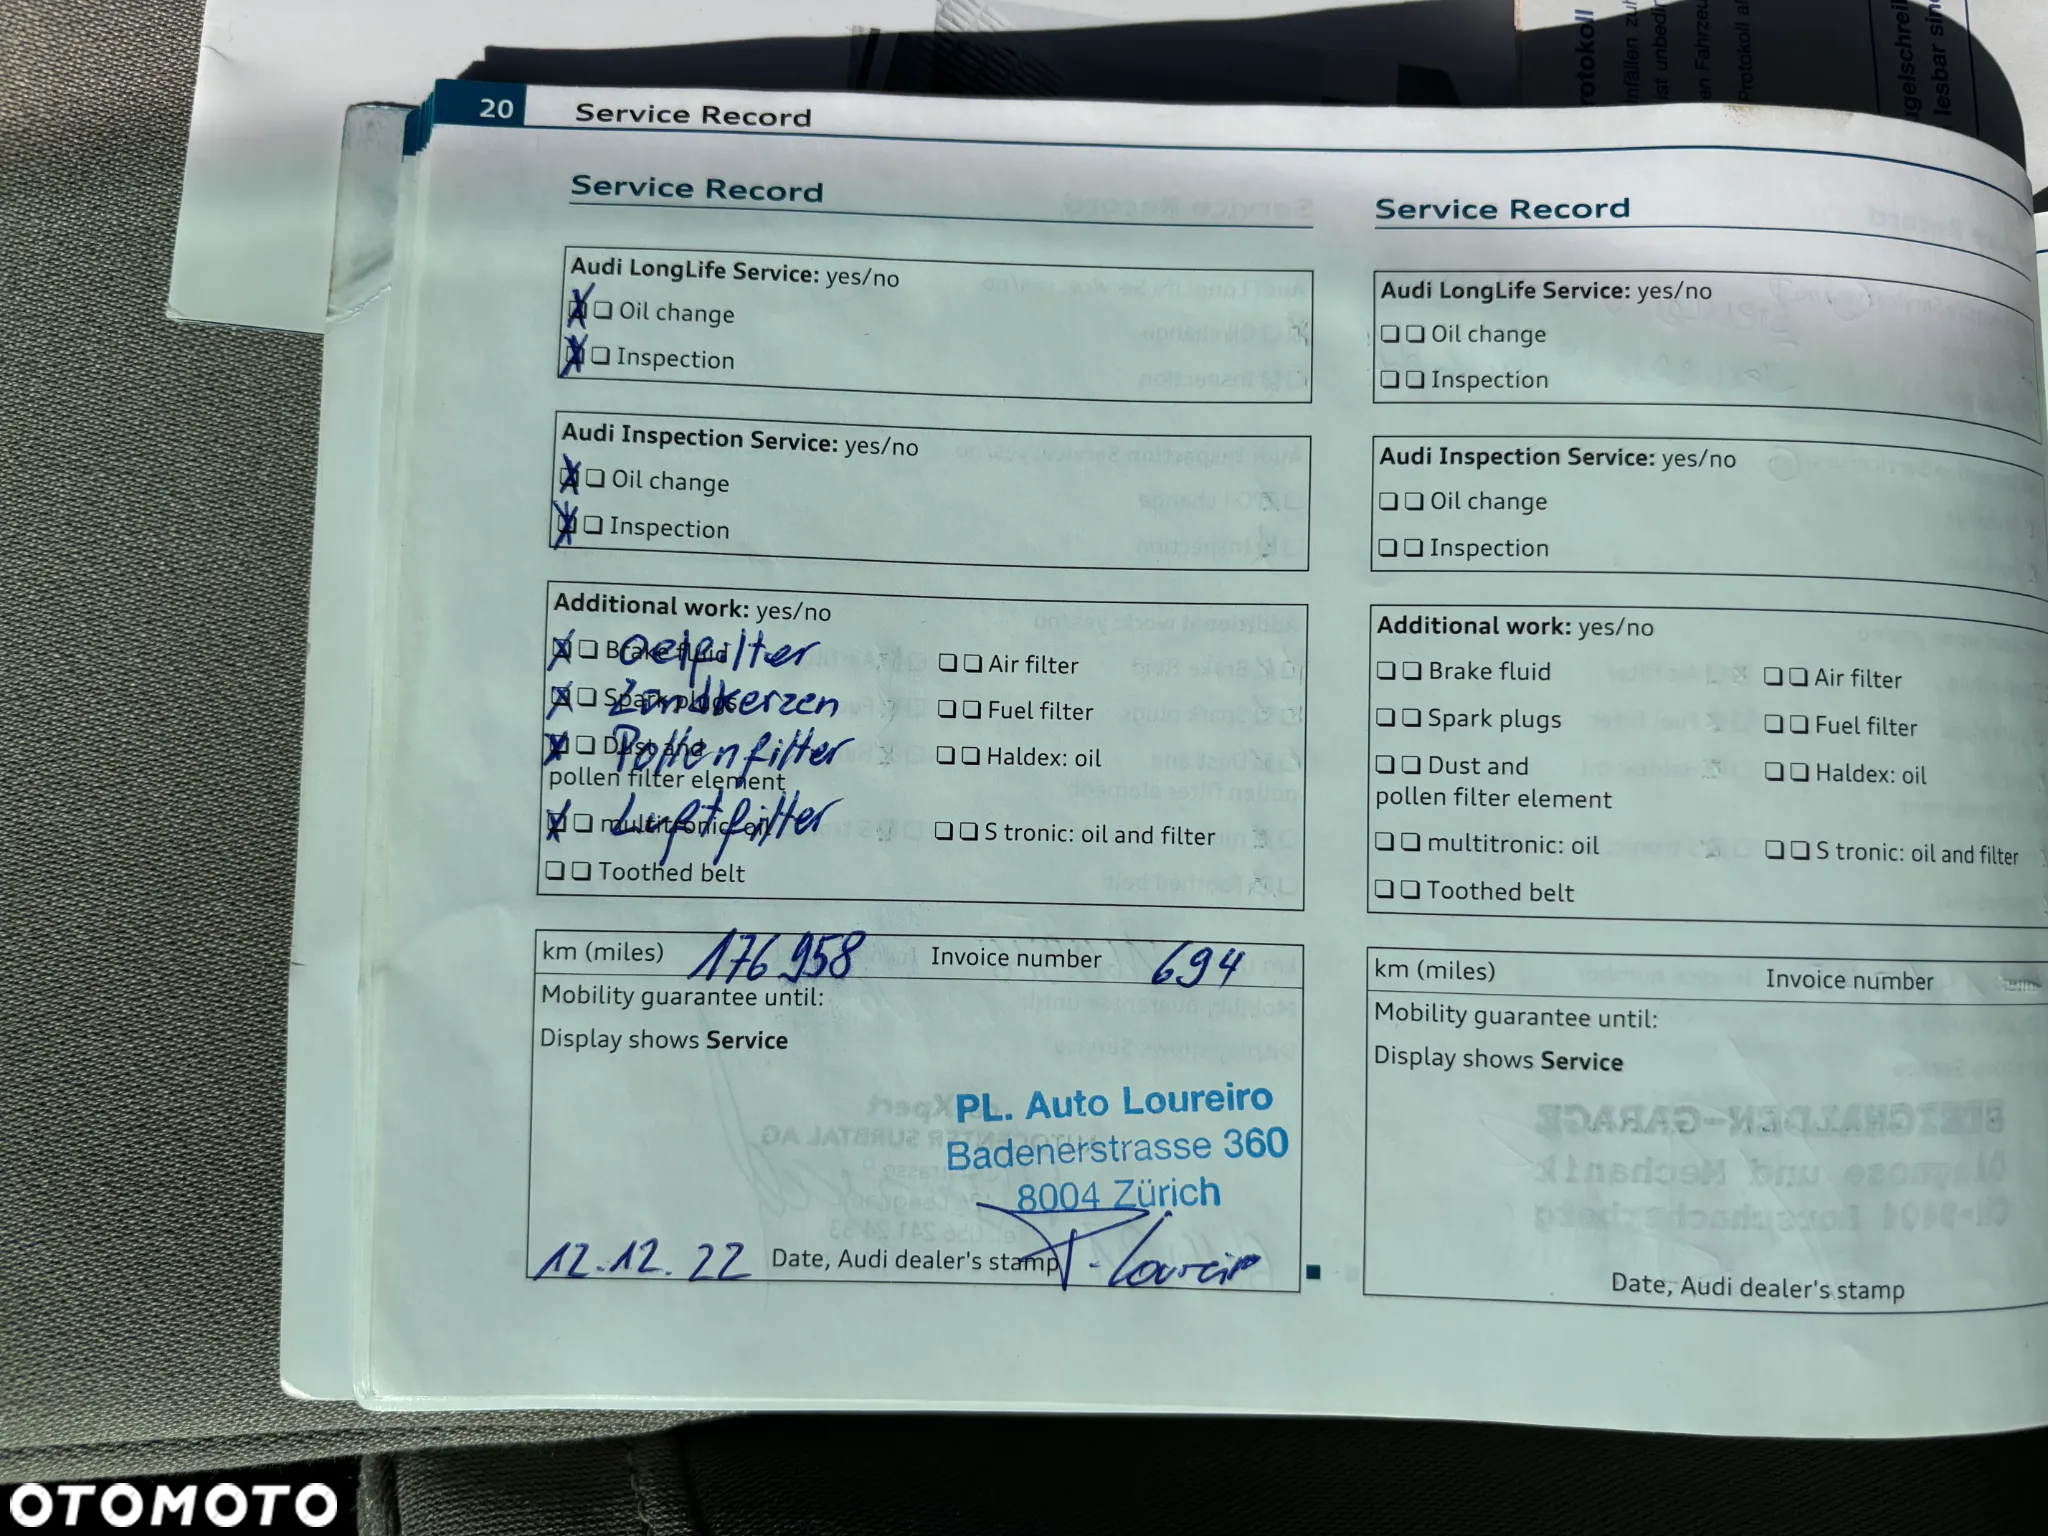 20 Service Record
Service Record
Audi LongLife Service: yes/no
Oil change
Inspection
Audi Inspection Service: yes/no
Oil change
Inspection
Additional work: yes/no
Brake fluid Oelfilter
Air filter
Spark plugs Zündkerzen
Fuel filter
Dust and Pollenfilter
pollen filter element
Haldex: oil
multitronic: oil Luftfilter
S tronic: oil and filter
Toothed belt
km (miles) 176 958 Invoice number 694
Mobility guarantee until:
Display shows Service
PL. Auto Loureiro
Badenerstrasse 360
8004 Zürich
12.12.22 Date, Audi dealer's stamp
Service Record
Audi LongLife Service: yes/no
Oil change
Inspection
Audi Inspection Service: yes/no
Oil change
Inspection
Additional work: yes/no
Brake fluid
Air filter
Spark plugs
Fuel filter
Dust and
pollen filter element
Haldex: oil
multitronic: oil
S tronic: oil and filter
Toothed belt
km (miles) Invoice number
Mobility guarantee until:
Display shows Service
Date, Audi dealer's stamp
OTOMOTO